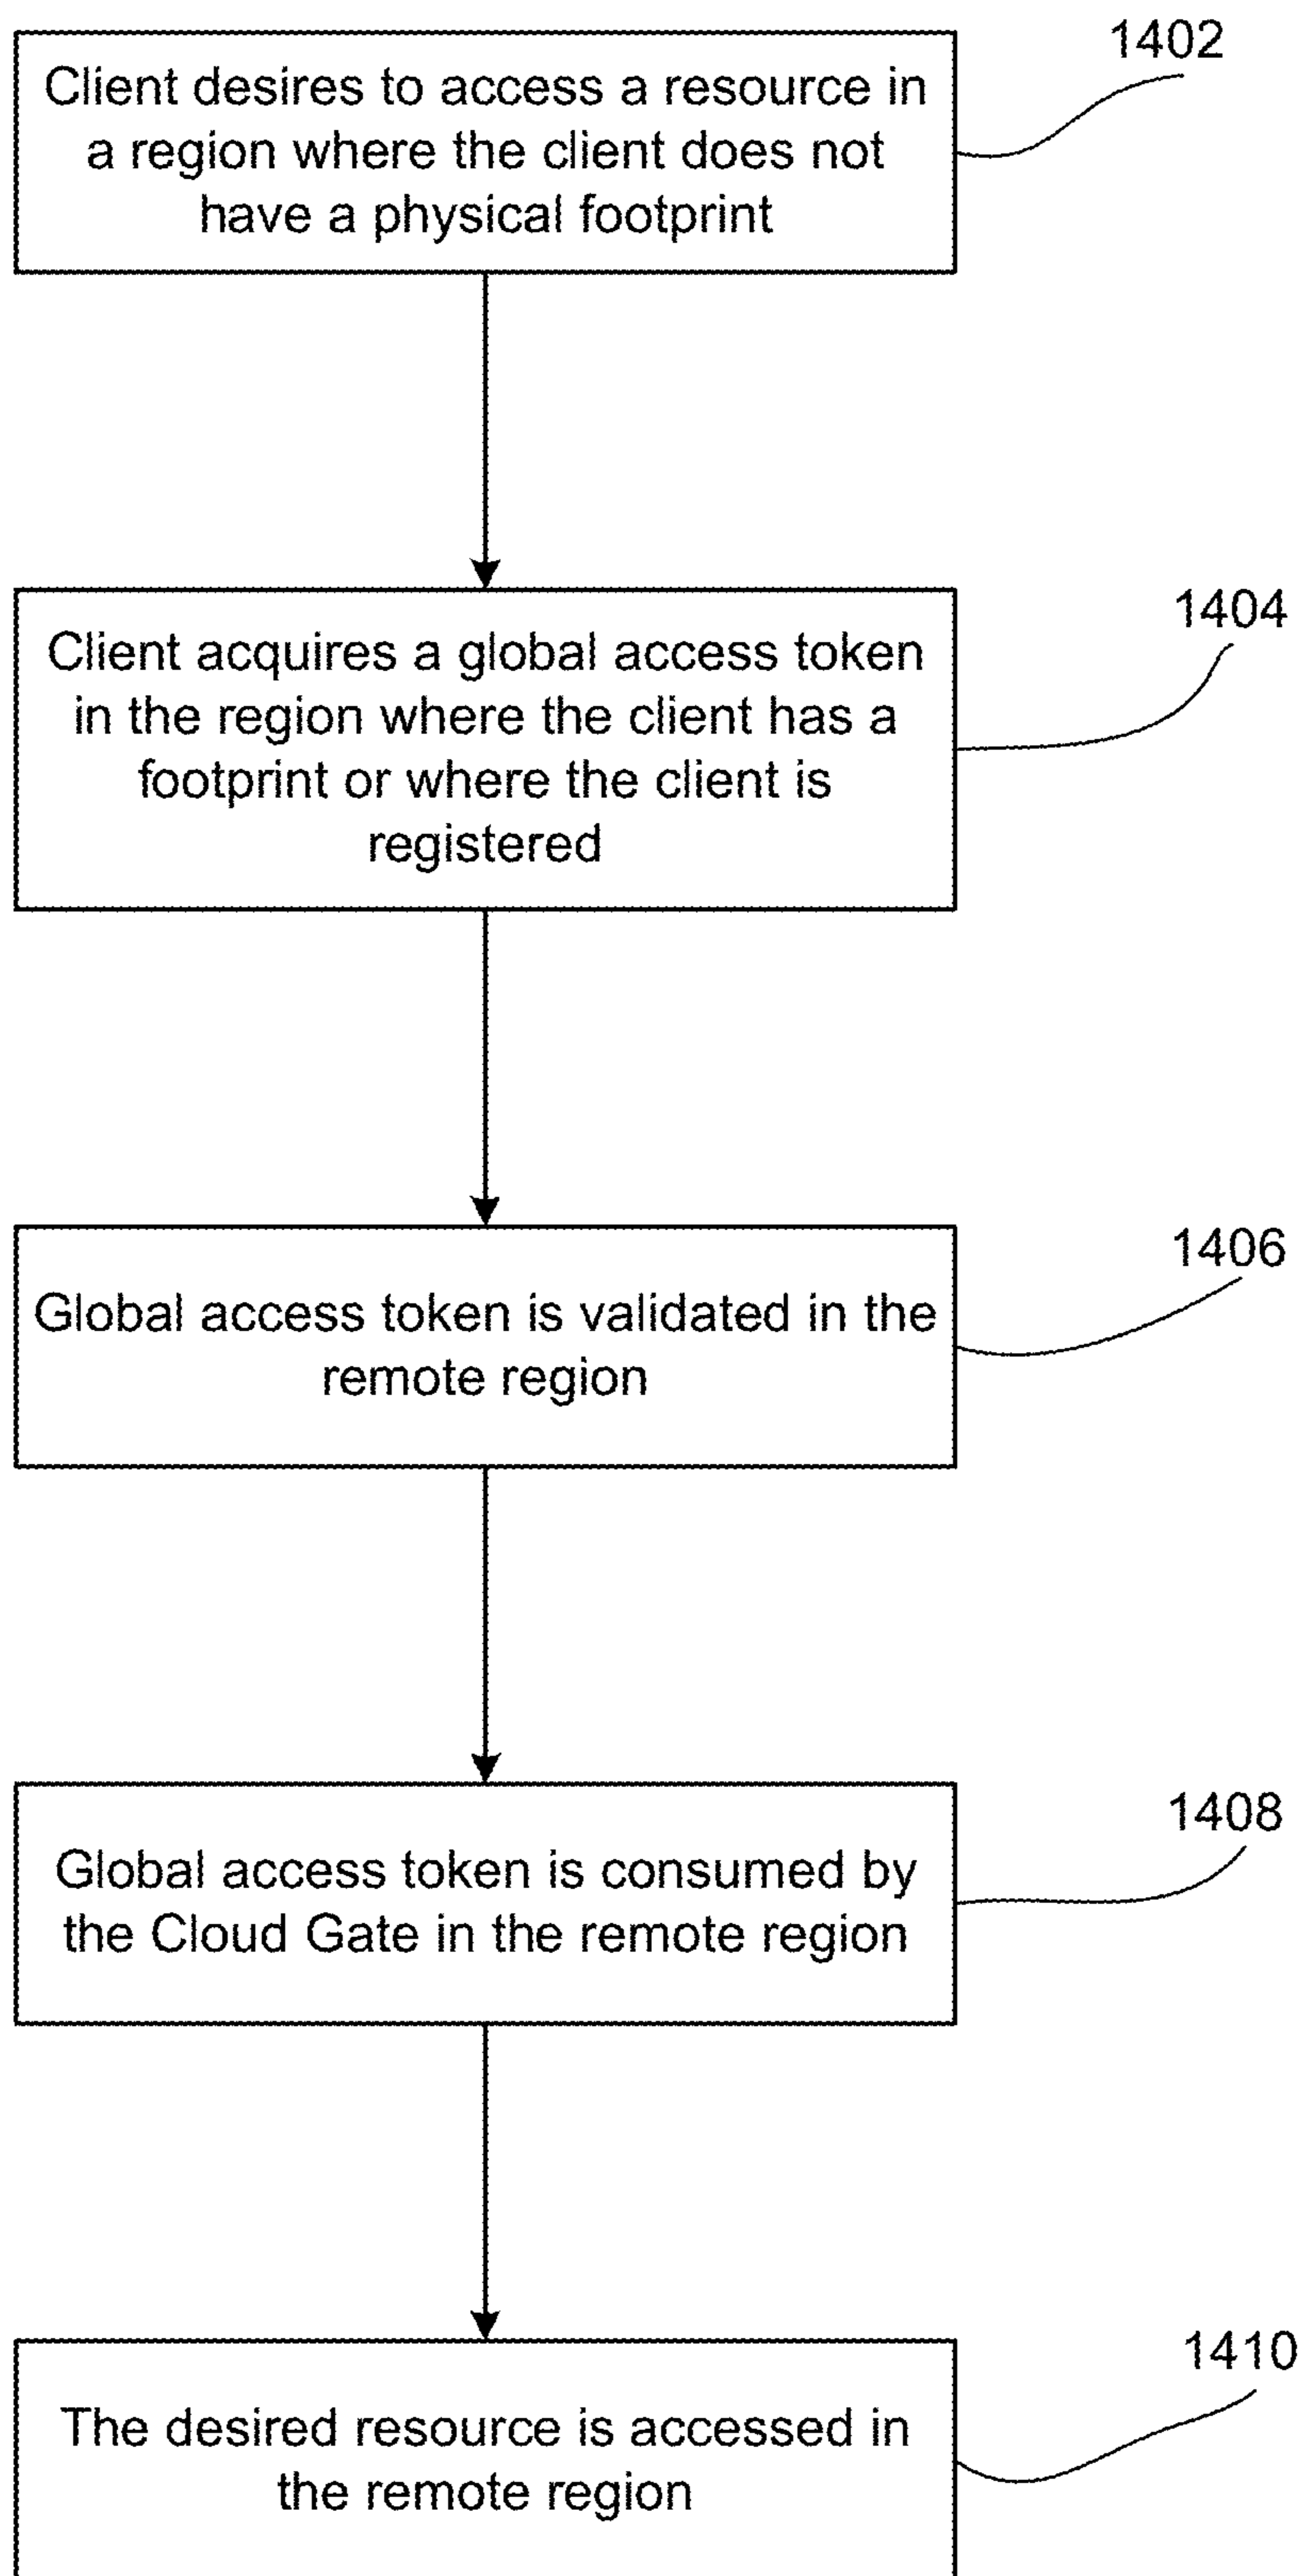 1402
Client desires to access a resource in
a region where the client does not
have a physical footprint
1404
Client acquires a global access token
in the region where the client has a
footprint or where the client is
registered
1406
Global access token is validated in the
remote region
1408
Global access token is consumed by
the Cloud Gate in the remote region
1410
The desired resource is accessed in
the remote region